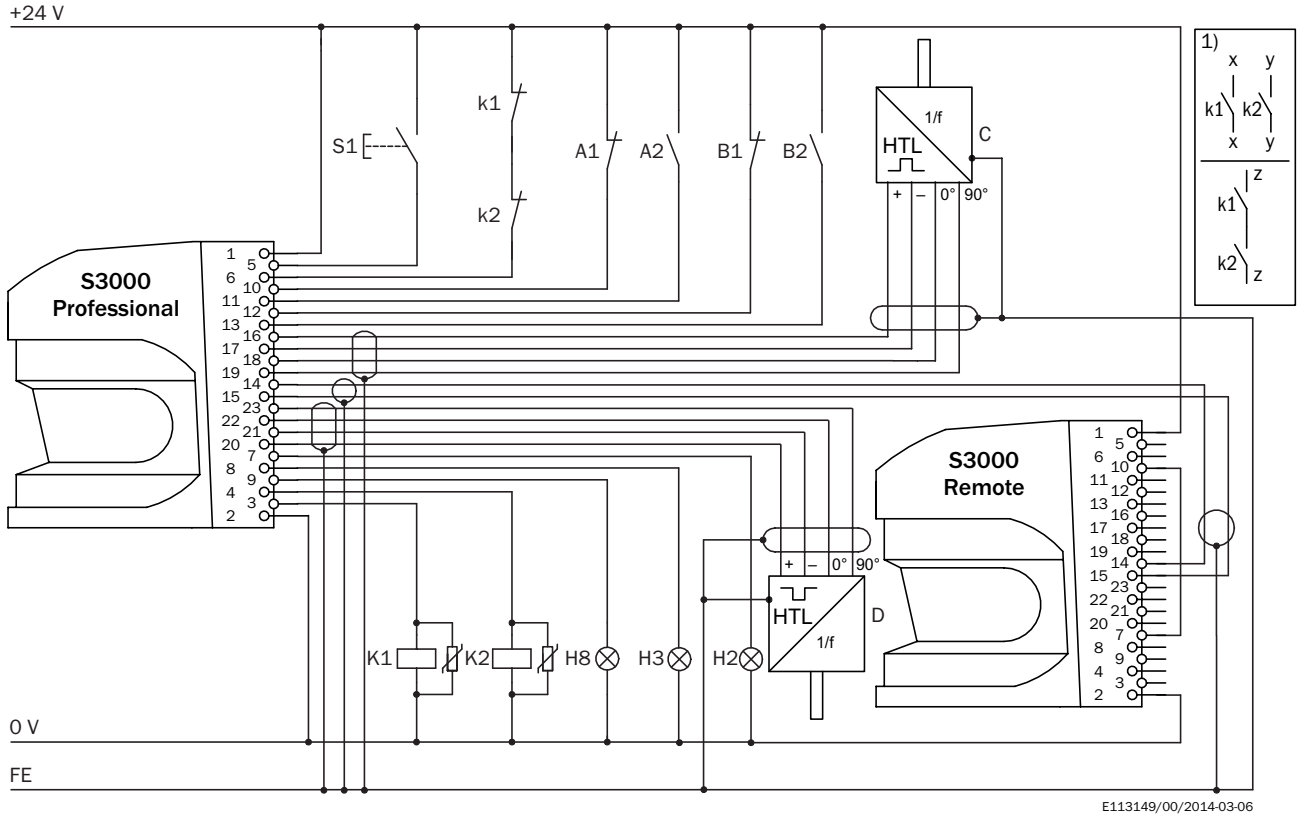 +24 V
1)
x y
k1 k2
x y
z
k1
k2
z
k1
S1
k2
A1 A2 B1 B2
1/f
HTL
C
+ – 0° 90°
S3000
Professional
1
5
6
10
11
12
13
16
17
18
19
14
15
23
22
21
20
7
8
9
4
3
2
S3000
Remote
1
5
6
10
11
12
13
16
17
18
19
14
15
23
22
21
20
7
8
9
4
3
2
+ – 0° 90°
HTL
1/f
D
K1 K2 H8 H3 H2
0 V
FE
E113149/00/2014-03-06